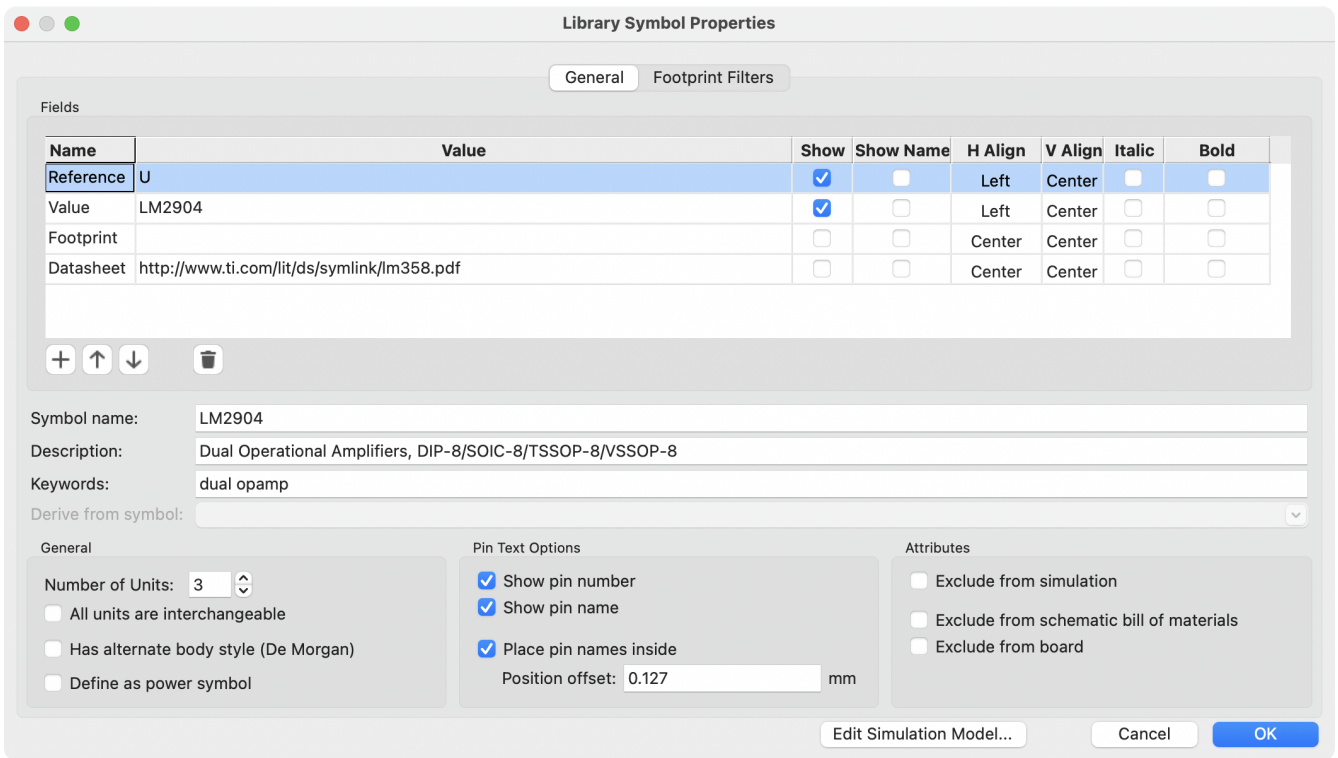 Library Symbol Properties
General Footprint Filters
Fields
Name Value Show Show Name H Align V Align Italic Bold
Reference U Left Center
Value LM2904 Left Center
Footprint Center Center
Datasheet http://www.ti.com/lit/ds/symlink/lm358.pdf Center Center
Symbol name: LM2904
Description: Dual Operational Amplifiers, DIP-8/SOIC-8/TSSOP-8/VSSOP-8
Keywords: dual opamp
Derive from symbol:
General
Number of Units: 3
All units are interchangeable
Has alternate body style (De Morgan)
Define as power symbol
Pin Text Options
Show pin number
Show pin name
Place pin names inside
Position offset: 0.127 mm
Attributes
Exclude from simulation
Exclude from schematic bill of materials
Exclude from board
Edit Simulation Model... Cancel OK